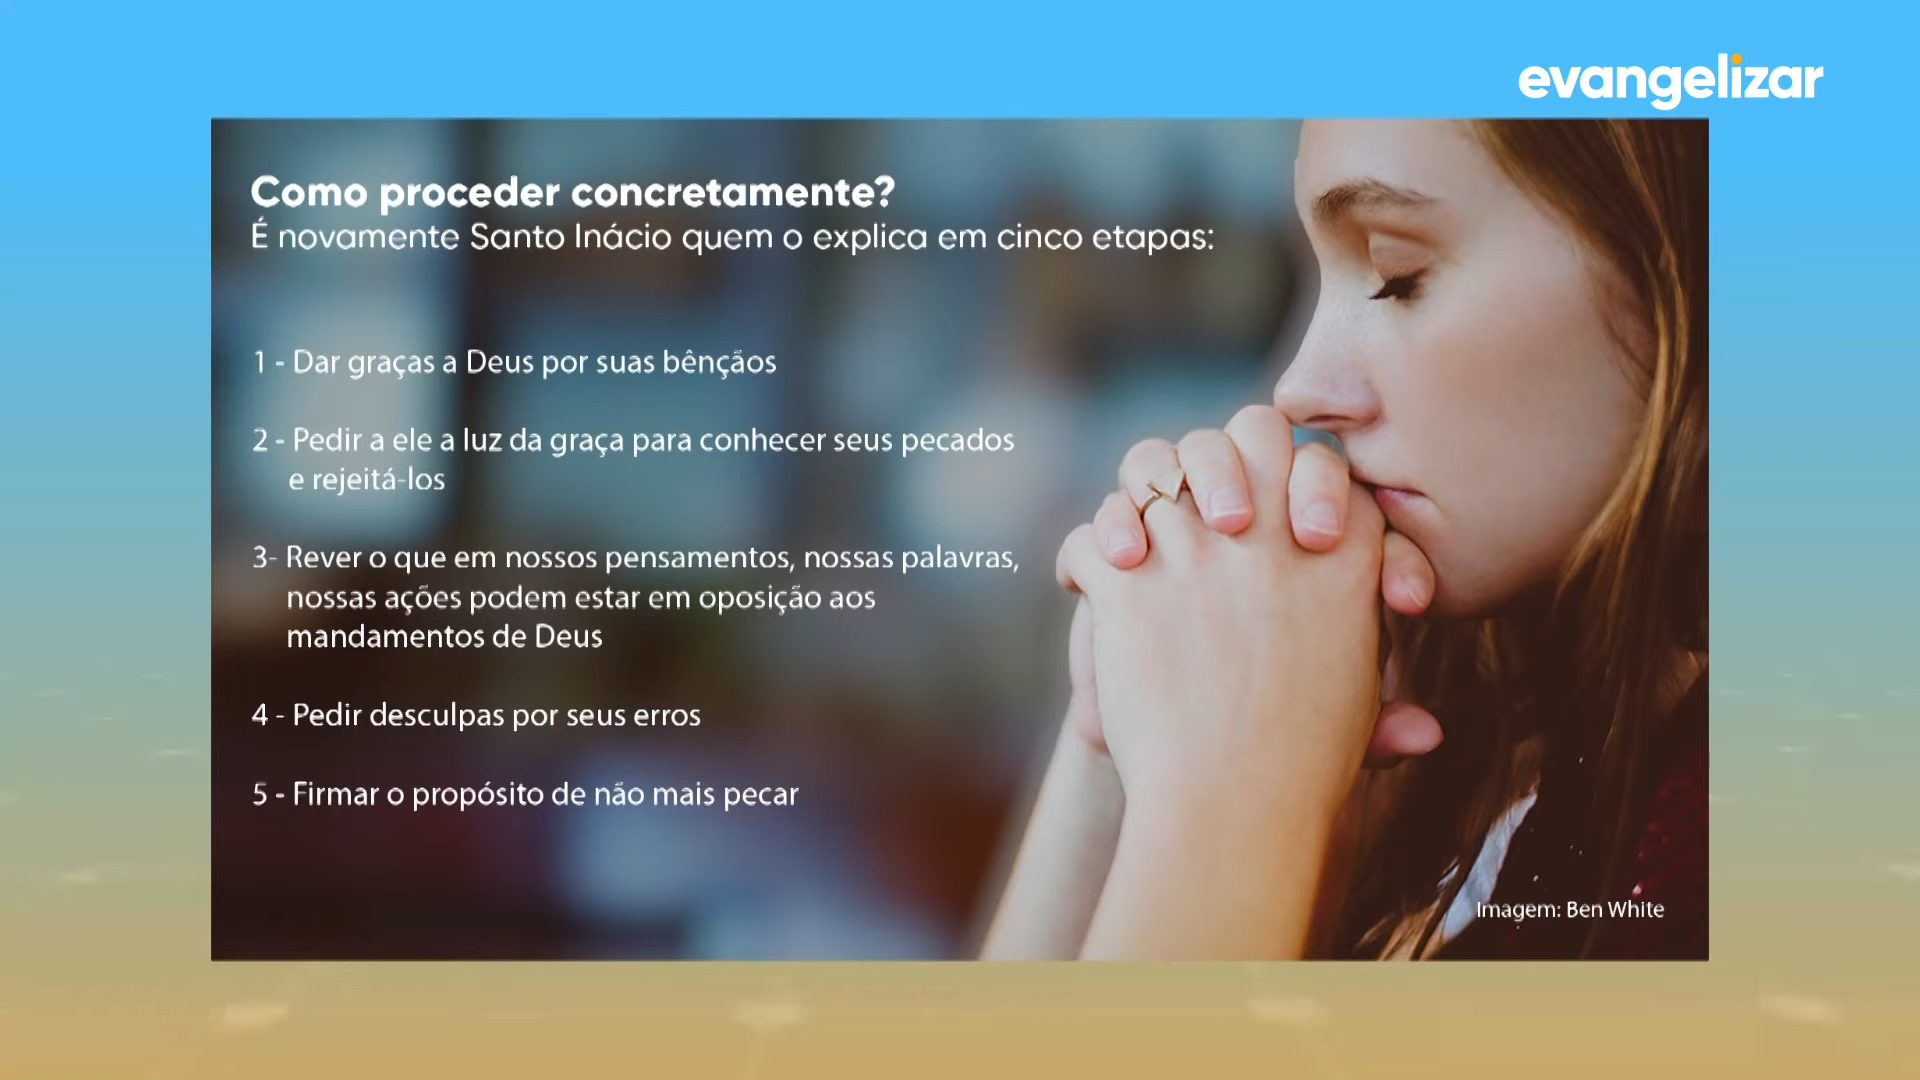 evangelizar
Como proceder concretamente?
É novamente Santo Inácio quem o explica em cinco etapas:
1 - Dar graças a Deus por suas bênçãos
2 - Pedir a ele a luz da graça para conhecer seus pecados
e rejeitá-los
3- Rever o que em nossos pensamentos, nossas palavras,
nossas ações podem estar em oposição aos
mandamentos de Deus
4 - Pedir desculpas por seus erros
5 - Firmar o propósito de não mais pecar
Imagem: Ben White